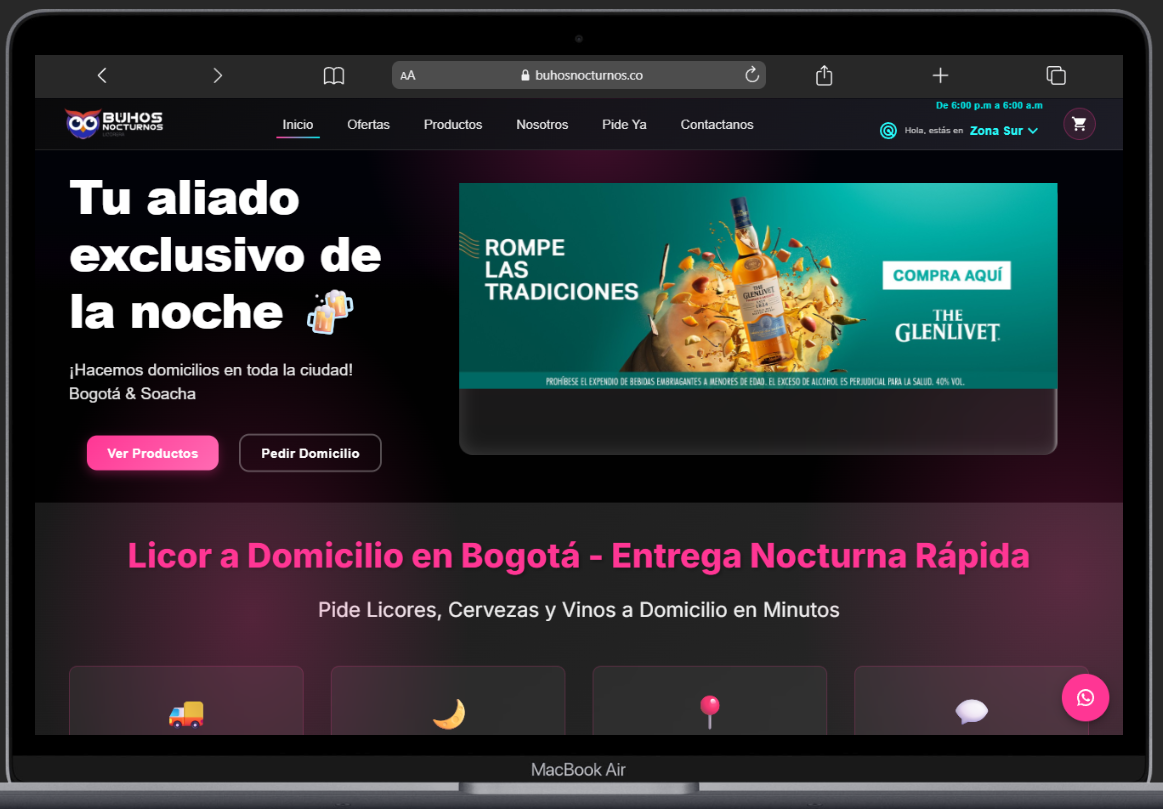 AA
buhosnocturnos.co
De 6:00 p.m a 6:00 a.m
BUHOS
NOCTURNOS
Inicio
Ofertas
Productos
Nosotros
Pide Ya
Contactanos
Hola, estás en Zona Sur
Tu aliado
exclusivo de
la noche
¡Hacemos domicilios en toda la ciudad!
Bogotá & Soacha
Ver Productos
Pedir Domicilio
ROMPE
LAS
TRADICIONES
THE
GLENLIVET
COMPRA AQUÍ
THE
GLENLIVET.
PROHÍBESE EL EXPENDIO DE BEBIDAS EMBRIAGANTES A MENORES DE EDAD. EL EXCESO DE ALCOHOL ES PERJUDICIAL PARA LA SALUD. 40% VOL.
Licor a Domicilio en Bogotá - Entrega Nocturna Rápida
Pide Licores, Cervezas y Vinos a Domicilio en Minutos
MacBook Air